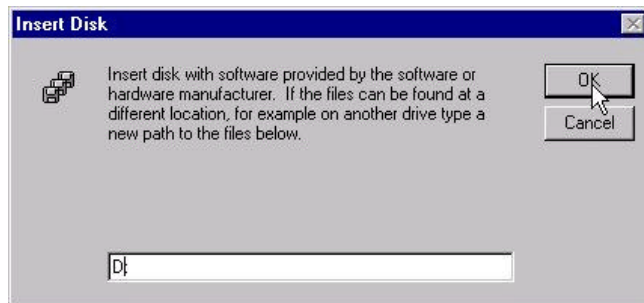 Insert Disk
Insert disk with software provided by the software or
hardware manufacturer. If the files can be found at a
different location, for example on another drive type a
new path to the files below.
OK
Cancel
D: